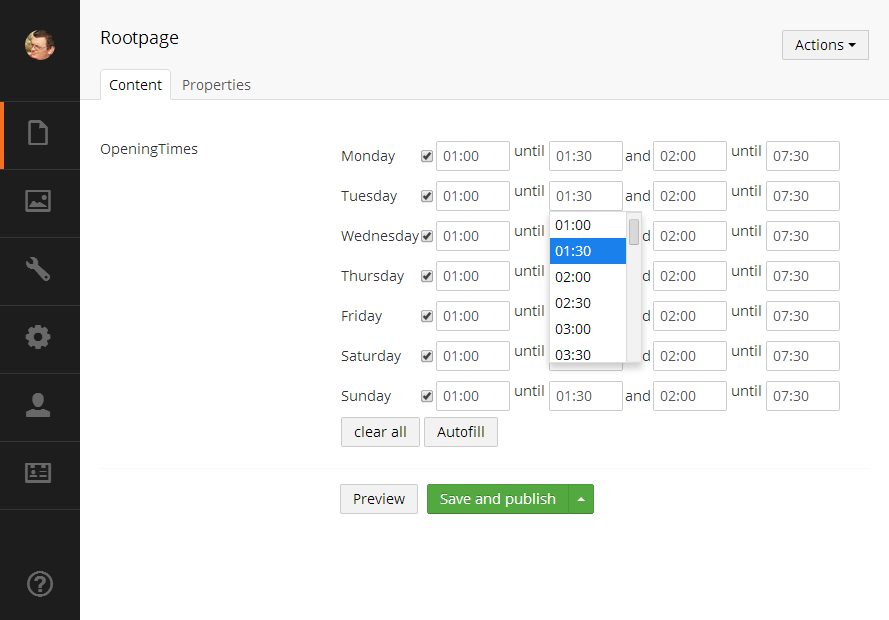 Rootpage
Actions
Content Properties
OpeningTimes
Monday 01:00 until 01:30 and 02:00 until 07:30
Tuesday 01:00 until 01:30 and 02:00 until 07:30
01:00
01:30
02:00
02:30
03:00
03:30
Wednesday 01:00 until d 02:00 until 07:30
Thursday 01:00 until d 02:00 until 07:30
Friday 01:00 until d 02:00 until 07:30
Saturday 01:00 until d 02:00 until 07:30
Sunday 01:00 until 01:30 and 02:00 until 07:30
clear all Autofill
Preview Save and publish